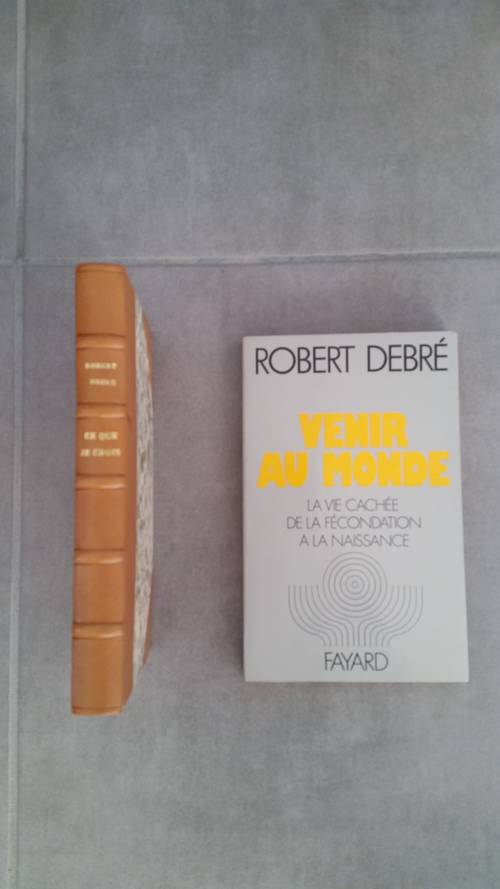 ROBERT
DEBRÉ
CE QUE
JE CROIS
ROBERT DEBRÉ
VENIR
AU MONDE
LA VIE CACHÉE
DE LA FÉCONDATION
A LA NAISSANCE
FAYARD